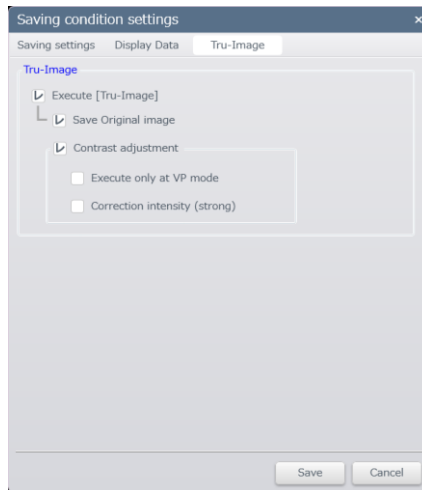 Saving condition settings ×
Saving settings Display Data Tru-Image
Tru-Image
Execute [Tru-Image]
Save Original image
Contrast adjustment
Execute only at VP mode
Correction intensity (strong)
Save Cancel